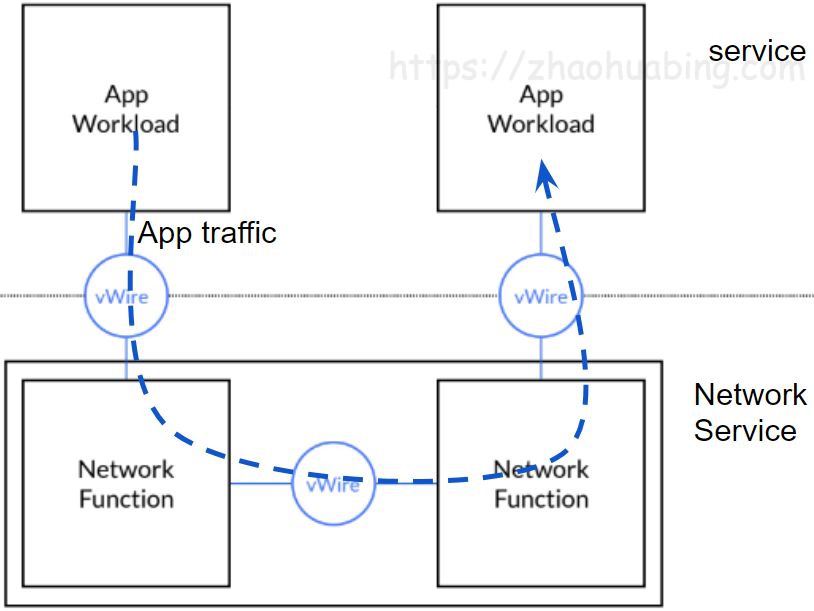 https://zhaohuabing.com
service
App
Workload
App
Workload
App traffic
vWire
vWire
Network
Service
Network
Function
vWire
Network
Function